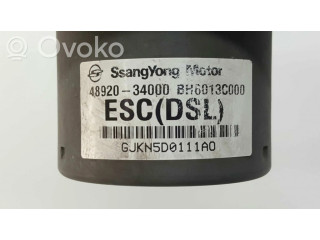 Ovoko
SsangYong Motor
48920-34000 BH6013C000
ESC(DSL)
GJKN5D0111A0